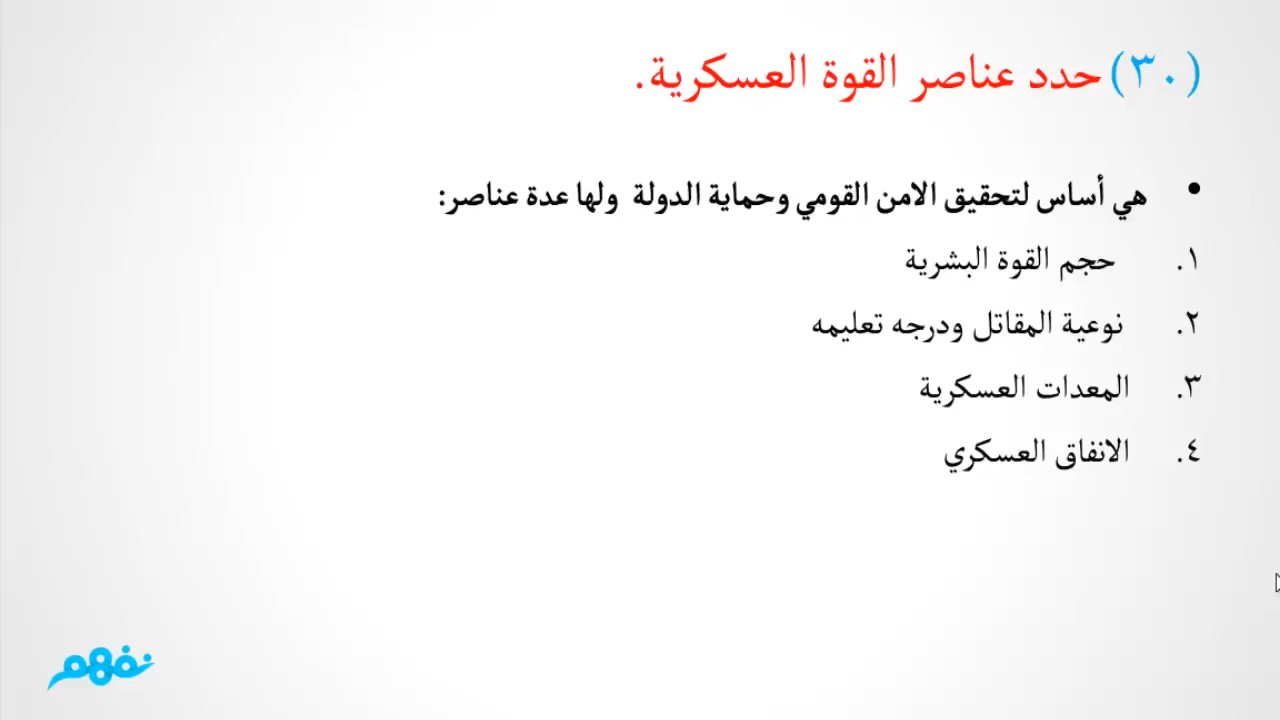 (٣٠) حدد عناصر القوة العسكرية.
• هي أساس لتحقيق الامن القومي وحماية الدولة ولها عدة عناصر:
١. حجم القوة البشرية
٢. نوعية المقاتل ودرجه تعليمه
٣. المعدات العسكرية
٤. الانفاق العسكري
نفهم